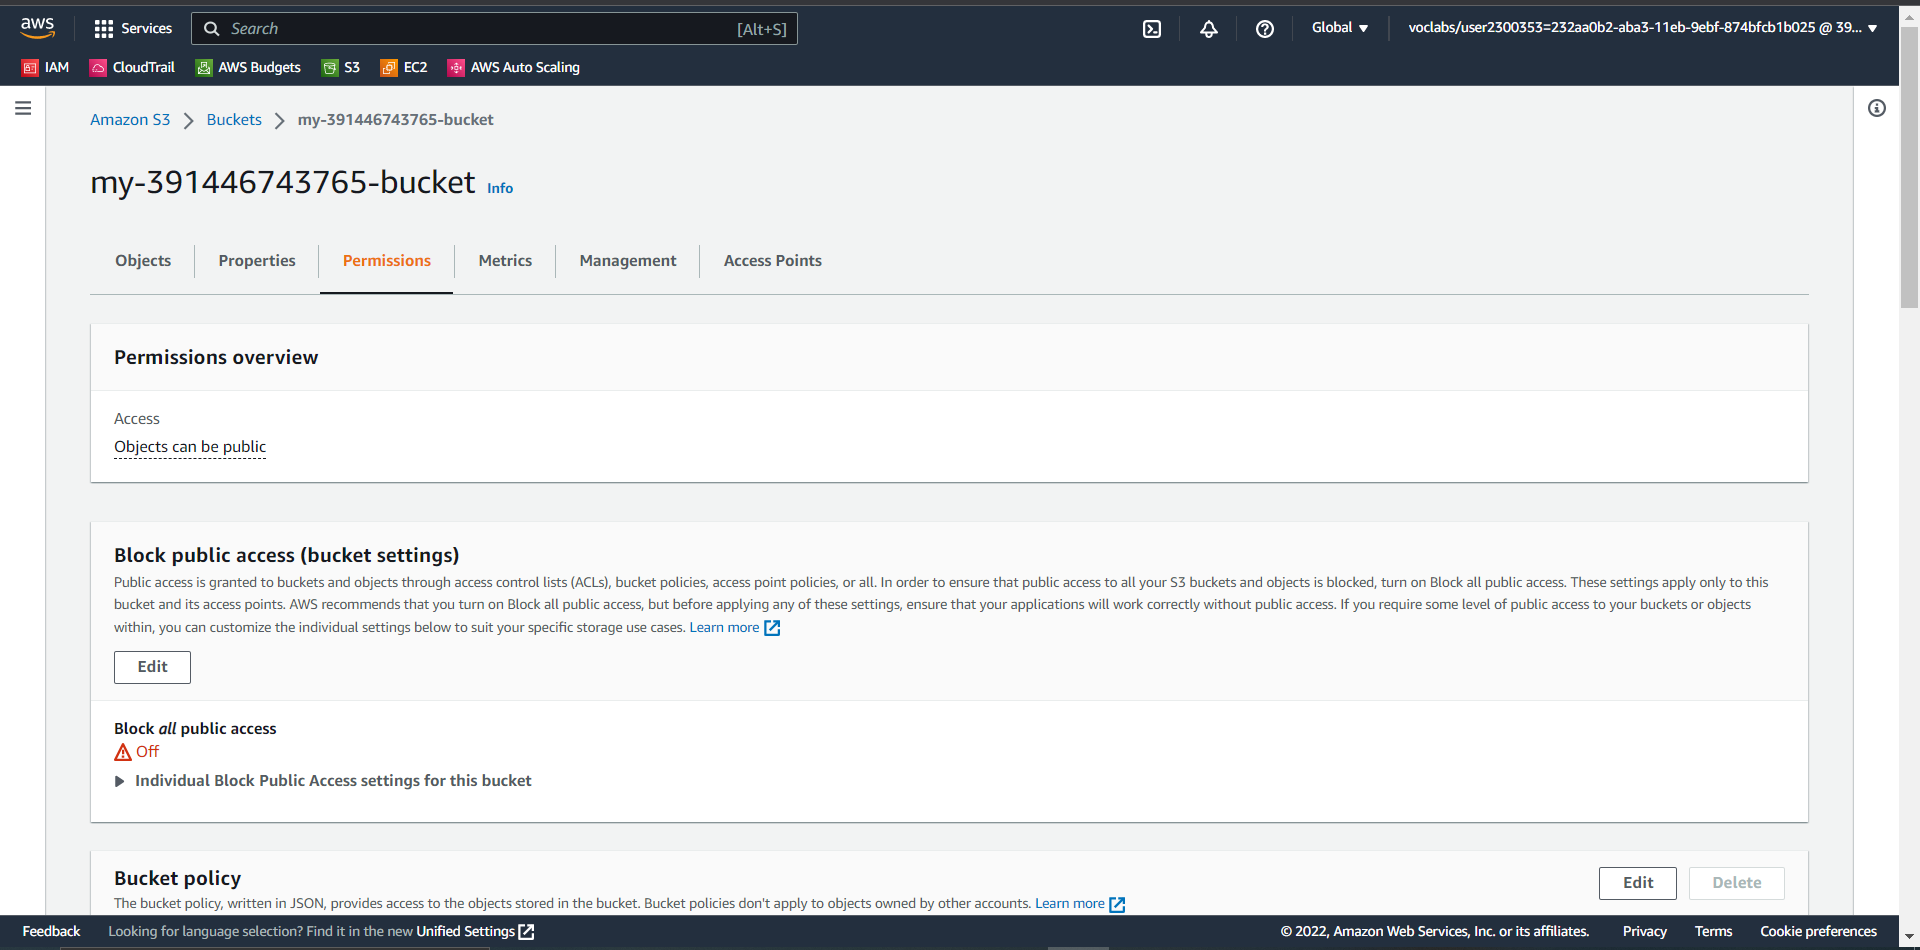 aws
Services
Search [Alt+S]
Global
voclabs/user2300353=232aa0b2-aba3-11eb-9ebf-874bfcb1b025 @ 39...
IAM CloudTrail AWS Budgets S3 EC2 AWS Auto Scaling
Amazon S3 > Buckets > my-391446743765-bucket
my-391446743765-bucket Info
Objects Properties Permissions Metrics Management Access Points
Permissions overview
Access
Objects can be public
Block public access (bucket settings)
Public access is granted to buckets and objects through access control lists (ACLs), bucket policies, access point policies, or all. In order to ensure that public access to all your S3 buckets and objects is blocked, turn on Block all public access. These settings apply only to this
bucket and its access points. AWS recommends that you turn on Block all public access, but before applying any of these settings, ensure that your applications will work correctly without public access. If you require some level of public access to your buckets or objects
within, you can customize the individual settings below to suit your specific storage use cases. Learn more
Edit
Block all public access
Off
Individual Block Public Access settings for this bucket
Bucket policy
Edit Delete
The bucket policy, written in JSON, provides access to the objects stored in the bucket. Bucket policies don't apply to objects owned by other accounts. Learn more
Feedback Looking for language selection? Find it in the new Unified Settings © 2022, Amazon Web Services, Inc. or its affiliates. Privacy Terms Cookie preferences